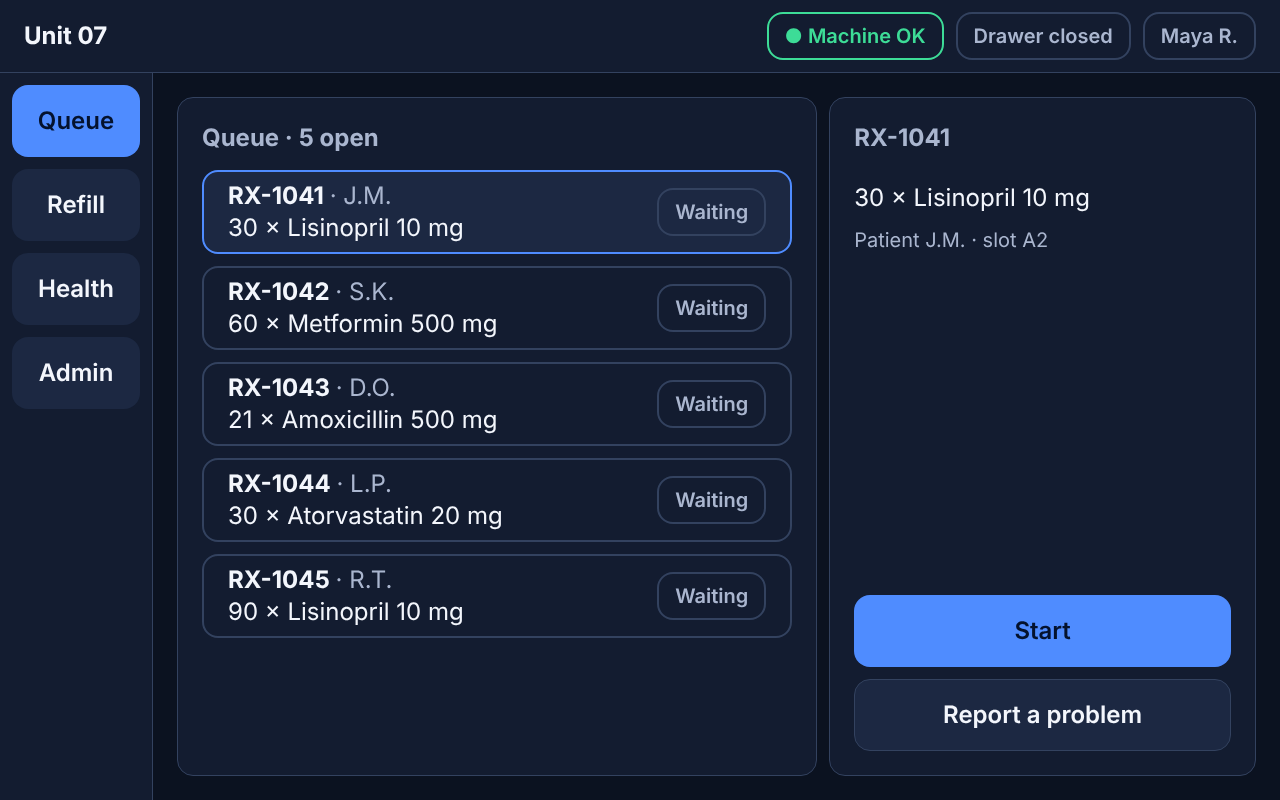 Unit 07
Machine OK
Drawer closed
Maya R.
Queue
Refill
Health
Admin
Queue · 5 open
RX-1041 · J.M.
30 × Lisinopril 10 mg
Waiting
RX-1042 · S.K.
60 × Metformin 500 mg
Waiting
RX-1043 · D.O.
21 × Amoxicillin 500 mg
Waiting
RX-1044 · L.P.
30 × Atorvastatin 20 mg
Waiting
RX-1045 · R.T.
90 × Lisinopril 10 mg
Waiting
RX-1041
30 × Lisinopril 10 mg
Patient J.M. · slot A2
Start
Report a problem